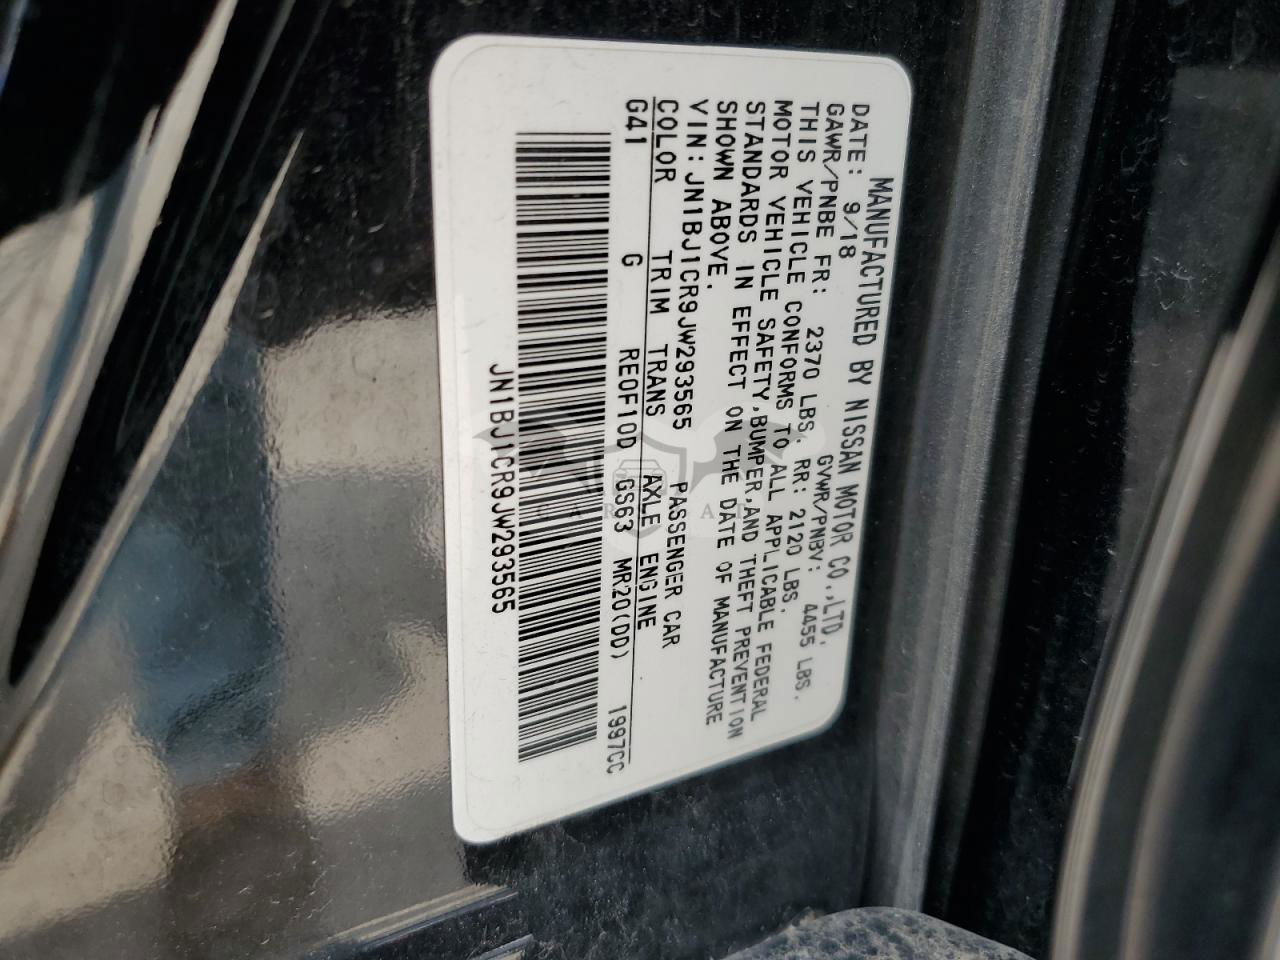 MANUFACTURED BY NISSAN MOTOR CO.,LTD.
DATE: 9/18 GVWR/PNBV: 4455 LBS.
GAWR/PNBE FR: 2370 LBS. RR: 2120 LBS.
THIS VEHICLE CONFORMS TO ALL APPLICABLE FEDERAL
MOTOR VEHICLE SAFETY,BUMPER,AND THEFT PREVENTION
STANDARDS IN EFFECT ON THE DATE OF MANUFACTURE
SHOWN ABOVE.
VIN: JN1BJ1CR9JW293565 PASSENGER CAR
COLOR TRIM TRANS AXLE ENGINE
G41 G RE0F10D GS63 MR20(DD) 1997CC
JN1BJ1CR9JW293565